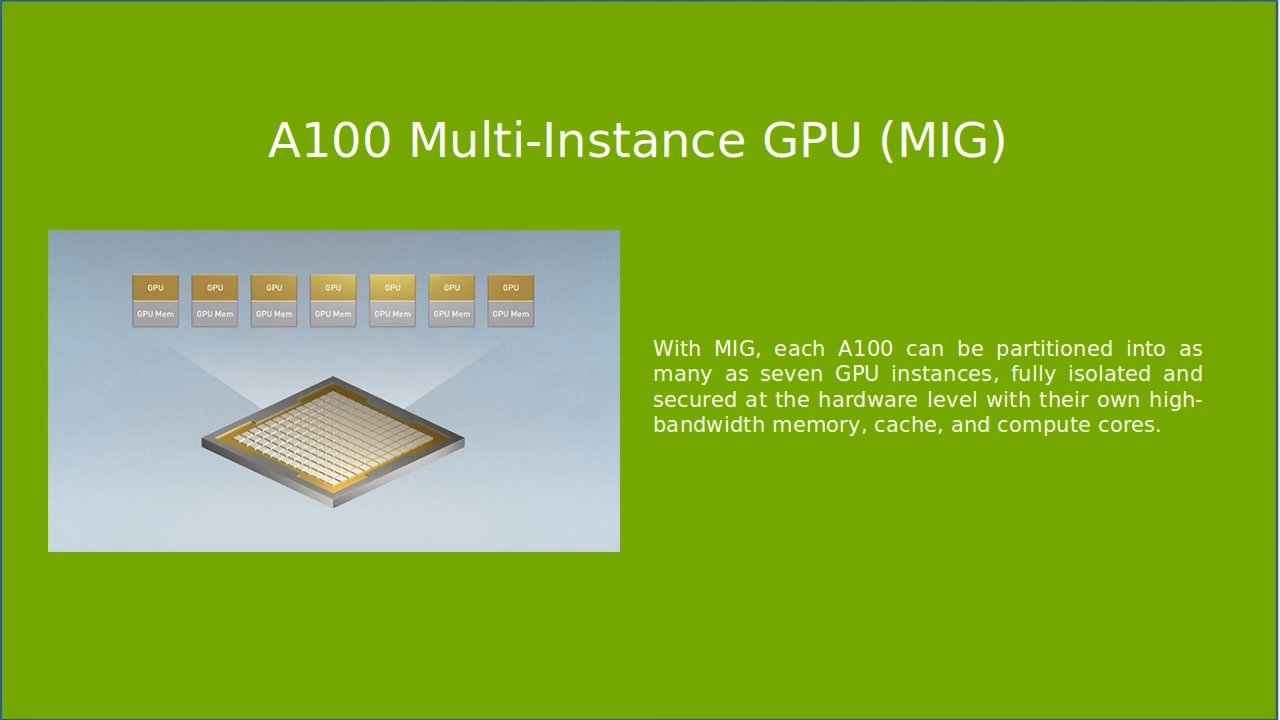 A100 Multi-Instance GPU (MIG)
GPU GPU GPU GPU GPU GPU GPU
GPU Mem GPU Mem GPU Mem GPU Mem GPU Mem GPU Mem GPU Mem
With MIG, each A100 can be partitioned into as
many as seven GPU instances, fully isolated and
secured at the hardware level with their own high-
bandwidth memory, cache, and compute cores.